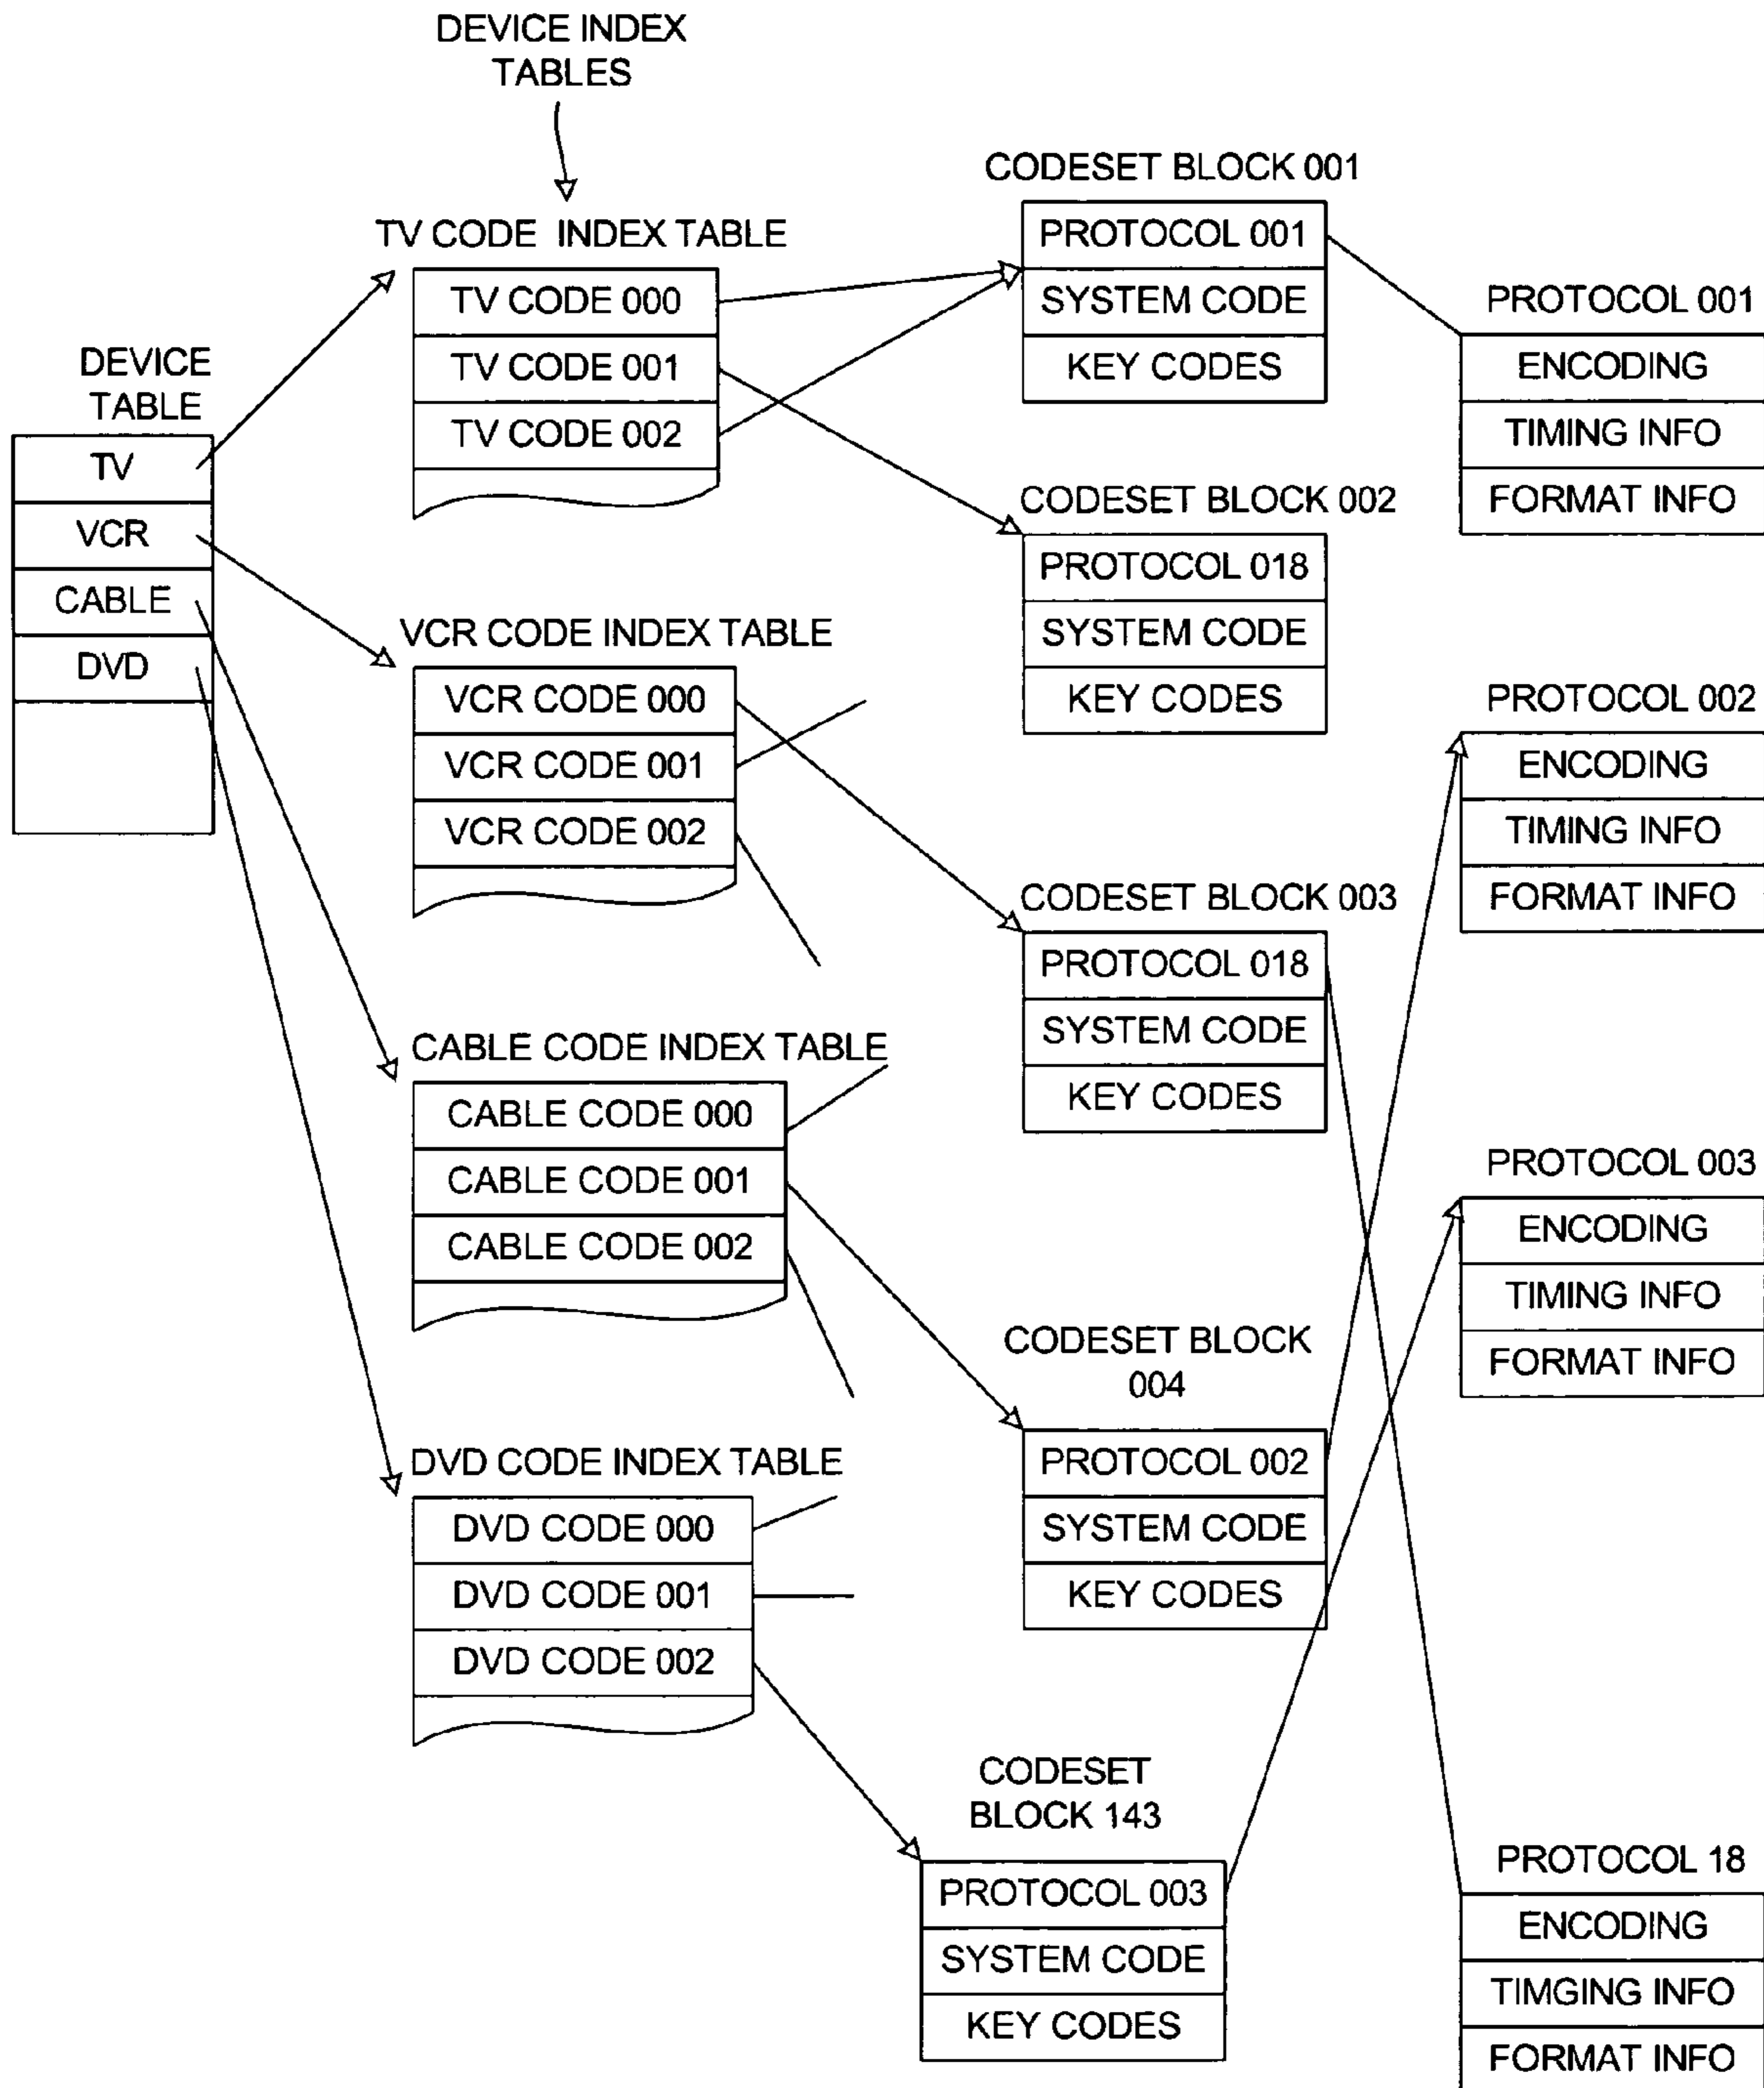 DEVICE INDEX
TABLES
DEVICE
TABLE
TV
VCR
CABLE
DVD
TV CODE INDEX TABLE
TV CODE 000
TV CODE 001
TV CODE 002
VCR CODE INDEX TABLE
VCR CODE 000
VCR CODE 001
VCR CODE 002
CABLE CODE INDEX TABLE
CABLE CODE 000
CABLE CODE 001
CABLE CODE 002
DVD CODE INDEX TABLE
DVD CODE 000
DVD CODE 001
DVD CODE 002
CODESET BLOCK 001
PROTOCOL 001
SYSTEM CODE
KEY CODES
CODESET BLOCK 002
PROTOCOL 018
SYSTEM CODE
KEY CODES
CODESET BLOCK 003
PROTOCOL 018
SYSTEM CODE
KEY CODES
CODESET BLOCK
004
PROTOCOL 002
SYSTEM CODE
KEY CODES
CODESET
BLOCK 143
PROTOCOL 003
SYSTEM CODE
KEY CODES
PROTOCOL 001
ENCODING
TIMING INFO
FORMAT INFO
PROTOCOL 002
ENCODING
TIMING INFO
FORMAT INFO
PROTOCOL 003
ENCODING
TIMING INFO
FORMAT INFO
PROTOCOL 18
ENCODING
TIMGING INFO
FORMAT INFO